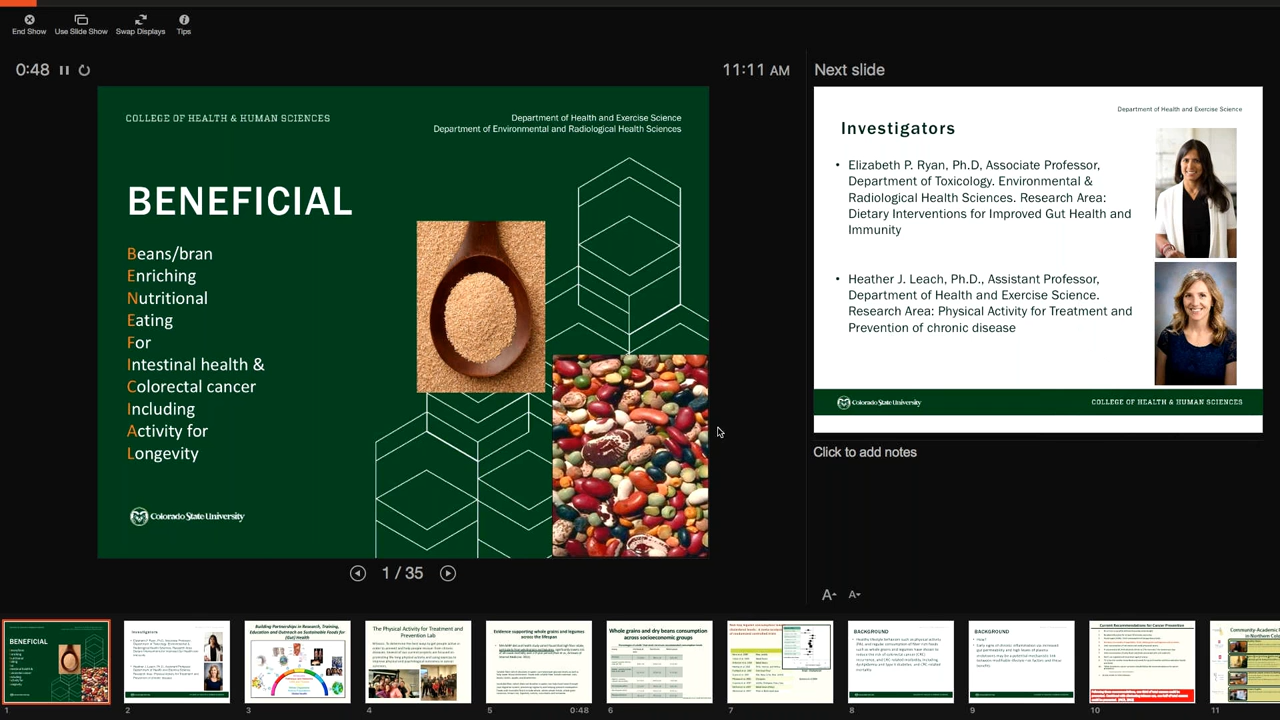 End Show
Use Slide Show
Swap Displays
Tips
0:48
11:11 AM
COLLEGE OF HEALTH & HUMAN SCIENCES
Department of Health and Exercise Science
Department of Environmental and Radiological Health Sciences
BENEFICIAL
Beans/bran
Enriching
Nutritional
Eating
For
Intestinal health &
Colorectal cancer
Including
Activity for
Longevity
Colorado State University
1 / 35
Next slide
Department of Health and Exercise Science
Investigators
• Elizabeth P. Ryan, Ph.D, Associate Professor,
Department of Toxicology. Environmental &
Radiological Health Sciences. Research Area:
Dietary Interventions for Improved Gut Health and
Immunity
• Heather J. Leach, Ph.D., Assistant Professor,
Department of Health and Exercise Science.
Research Area: Physical Activity for Treatment and
Prevention of chronic disease
Colorado State University
COLLEGE OF HEALTH & HUMAN SCIENCES
Click to add notes
A A
BENEFICIAL
Investigators
Building Partnerships in Research, Training,
Education and Outreach on Sustainable Foods for
(Gut) Health
The Physical Activity for Treatment and
Prevention Lab
Evidence supporting whole grains and legumes
across the lifespan
Whole grains and dry beans consumption
across socioeconomic groups
BACKGROUND
BACKGROUND
Current Recommendations for Cancer Prevention
Community-Academic
in Northern Col
1
2
3
4
5
0:48
6
7
8
9
10
11